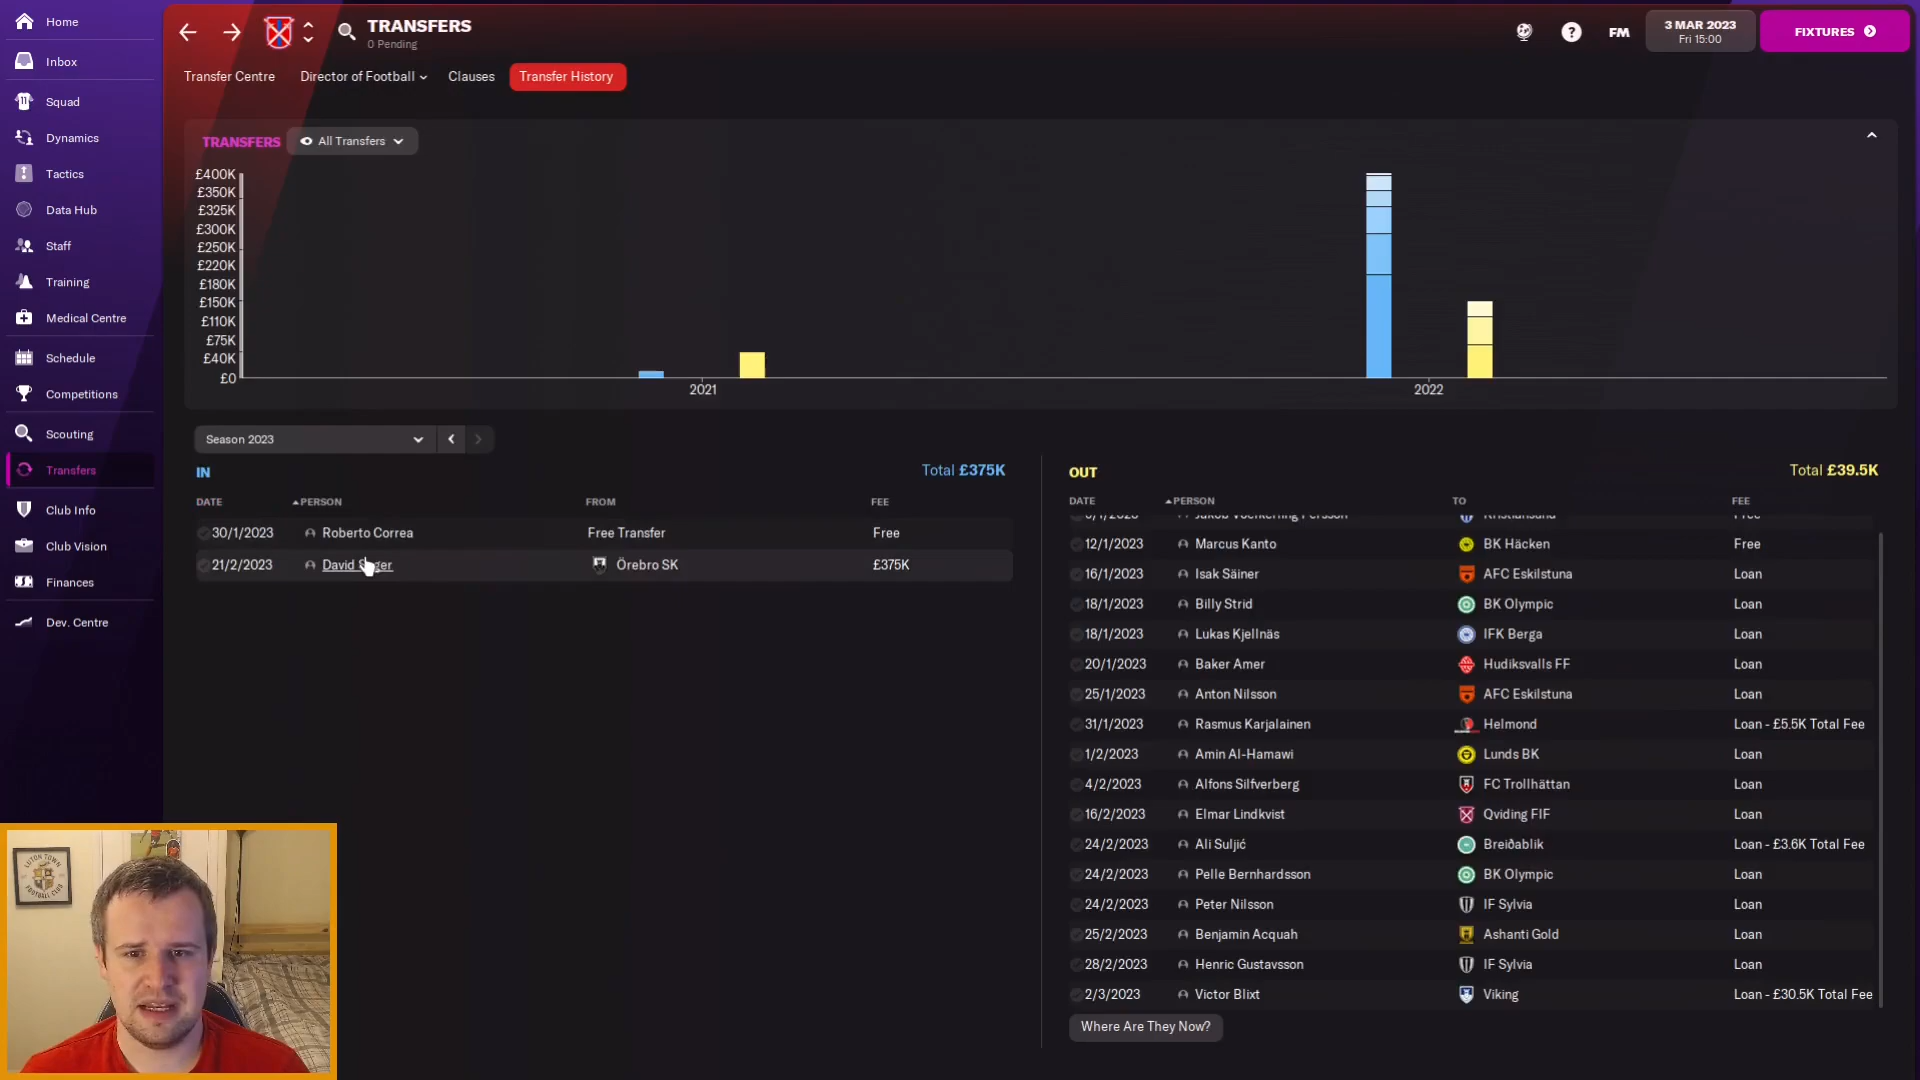 Home
Inbox
Squad
Dynamics
Tactics
Data Hub
Staff
Training
Medical Centre
Schedule
Competitions
Scouting
Transfers
Club Info
Club Vision
Finances
Dev. Centre
TRANSFERS
0 Pending
FM
3 MAR 2023
Fri 15:00
FIXTURES
Transfer Centre
Director of Football
Clauses
Transfer History
TRANSFERS
All Transfers
£400K
£350K
£325K
£300K
£250K
£220K
£180K
£150K
£110K
£75K
£40K
£0
2021
2022
Season 2023
IN
Total £375K
DATE PERSON FROM FEE
30/1/2023 Roberto Correa Free Transfer Free
21/2/2023 David Örebro SK £375K
OUT
Total £39.5K
DATE PERSON TO FEE
12/1/2023 Marcus Kanto BK Häcken Free
16/1/2023 Isak Säiner AFC Eskilstuna Loan
18/1/2023 Billy Strid BK Olympic Loan
18/1/2023 Lukas Kjellnäs IFK Berga Loan
20/1/2023 Baker Amer Hudiksvalls FF Loan
25/1/2023 Anton Nilsson AFC Eskilstuna Loan
31/1/2023 Rasmus Karjalainen Helmond Loan - £5.5K Total Fee
1/2/2023 Amin Al-Hamawi Lunds BK Loan
4/2/2023 Alfons Silfverberg FC Trollhättan Loan
16/2/2023 Elmar Lindkvist Qviding FIF Loan
24/2/2023 Ali Suljić Breiðablik Loan - £3.6K Total Fee
24/2/2023 Pelle Bernhardsson BK Olympic Loan
24/2/2023 Peter Nilsson IF Sylvia Loan
25/2/2023 Benjamin Acquah Ashanti Gold Loan
28/2/2023 Henric Gustavsson IF Sylvia Loan
2/3/2023 Victor Blixt Viking Loan - £30.5K Total Fee
Where Are They Now?
LUTON TOWN